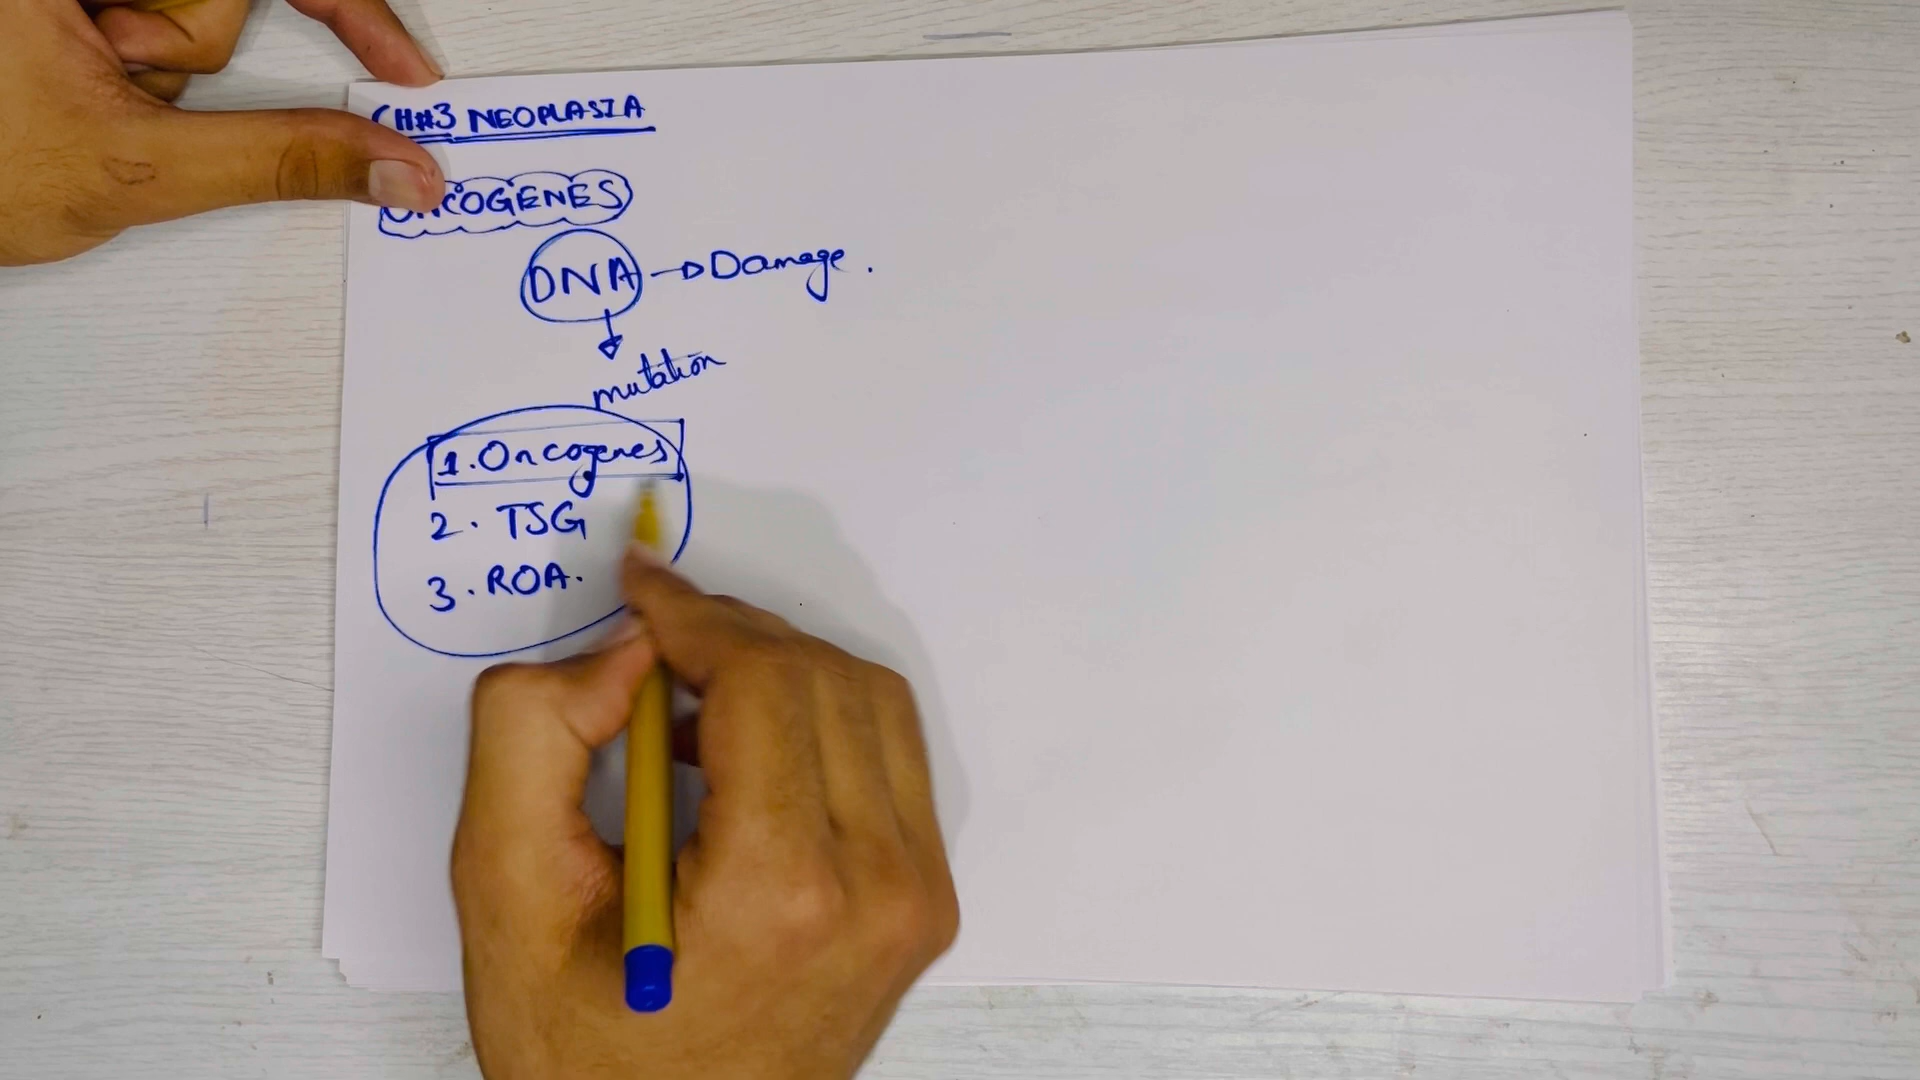 CH#3 NEOPLASIA
ONCOGENES
DNA → Damage.
mutation
1. Oncogenes
2. TSG
3. ROA.